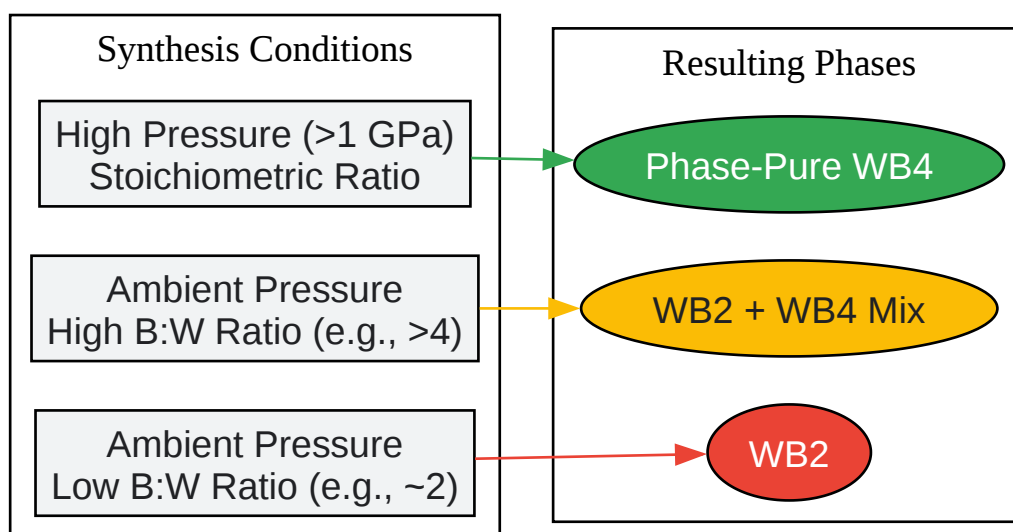 Synthesis Conditions
High Pressure (>1 GPa)
Stoichiometric Ratio
Ambient Pressure
High B:W Ratio (e.g., >4)
Ambient Pressure
Low B:W Ratio (e.g., ~2)
Resulting Phases
Phase-Pure WB4
WB2 + WB4 Mix
WB2